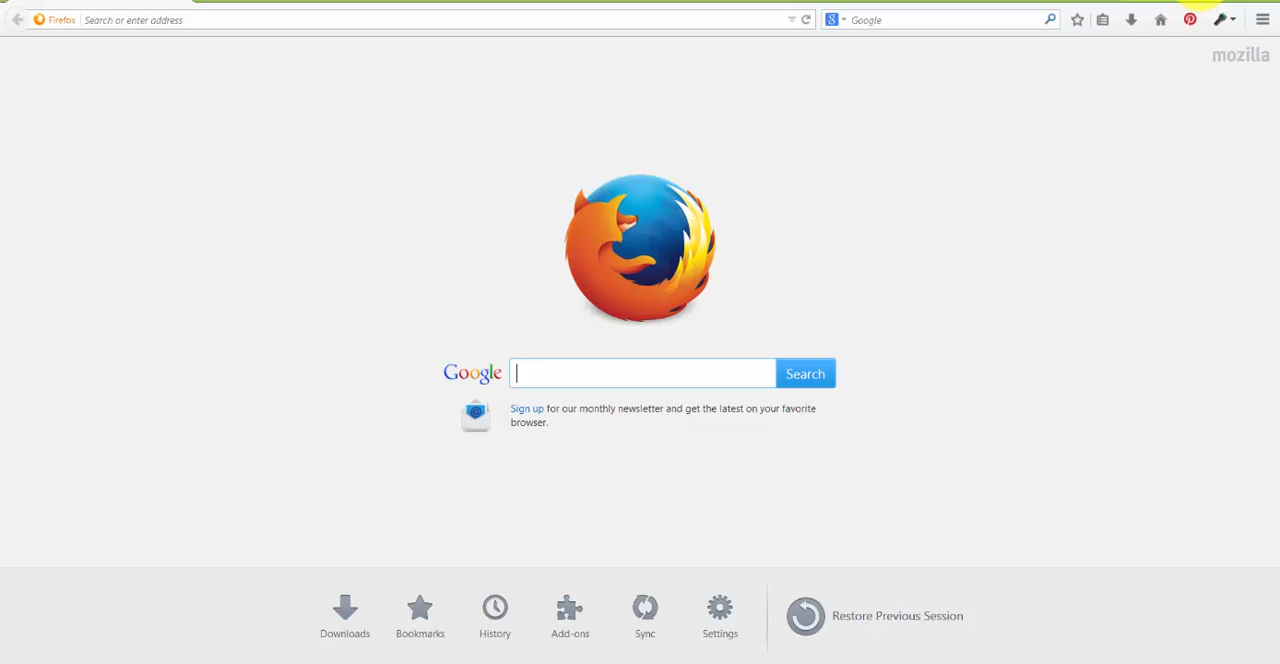 Firefox Search or enter address
Google
mozilla
Google
Search
Sign up for our monthly newsletter and get the latest on your favorite
browser.
Downloads
Bookmarks
History
Add-ons
Sync
Settings
Restore Previous Session